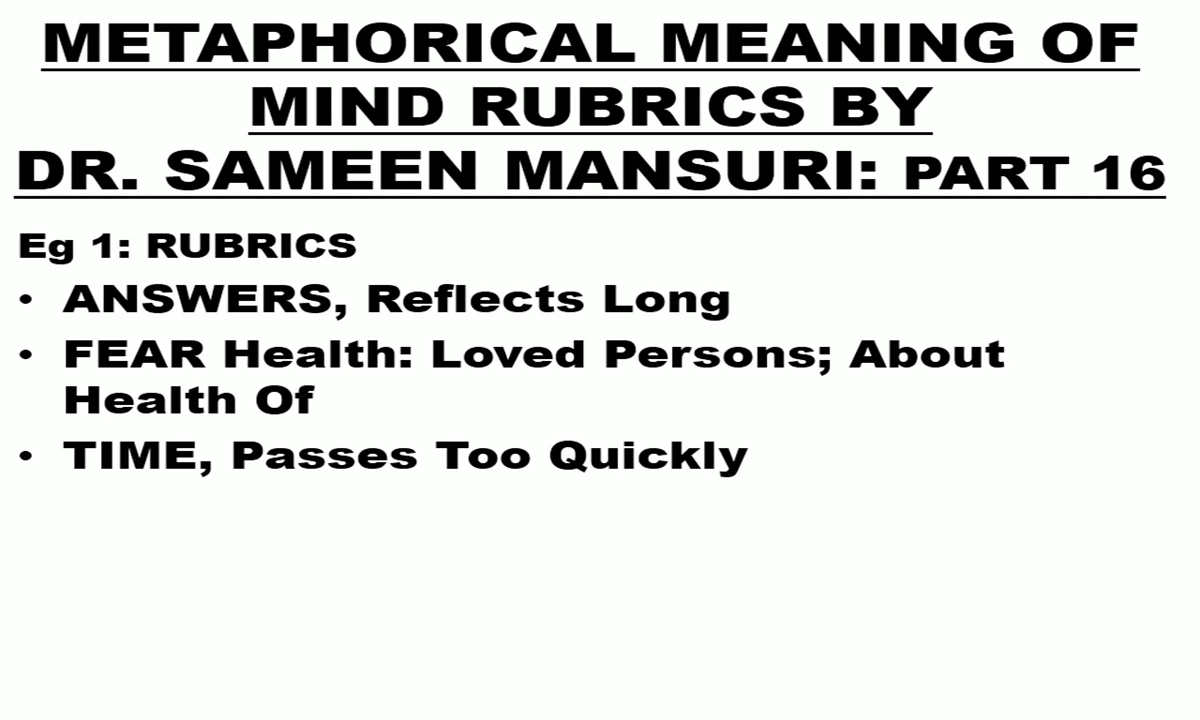 METAPHORICAL MEANING OF
MIND RUBRICS BY
DR. SAMEEN MANSURI: PART 16
Eg 1: RUBRICS
• ANSWERS, Reflects Long
• FEAR Health: Loved Persons; About
Health Of
• TIME, Passes Too Quickly